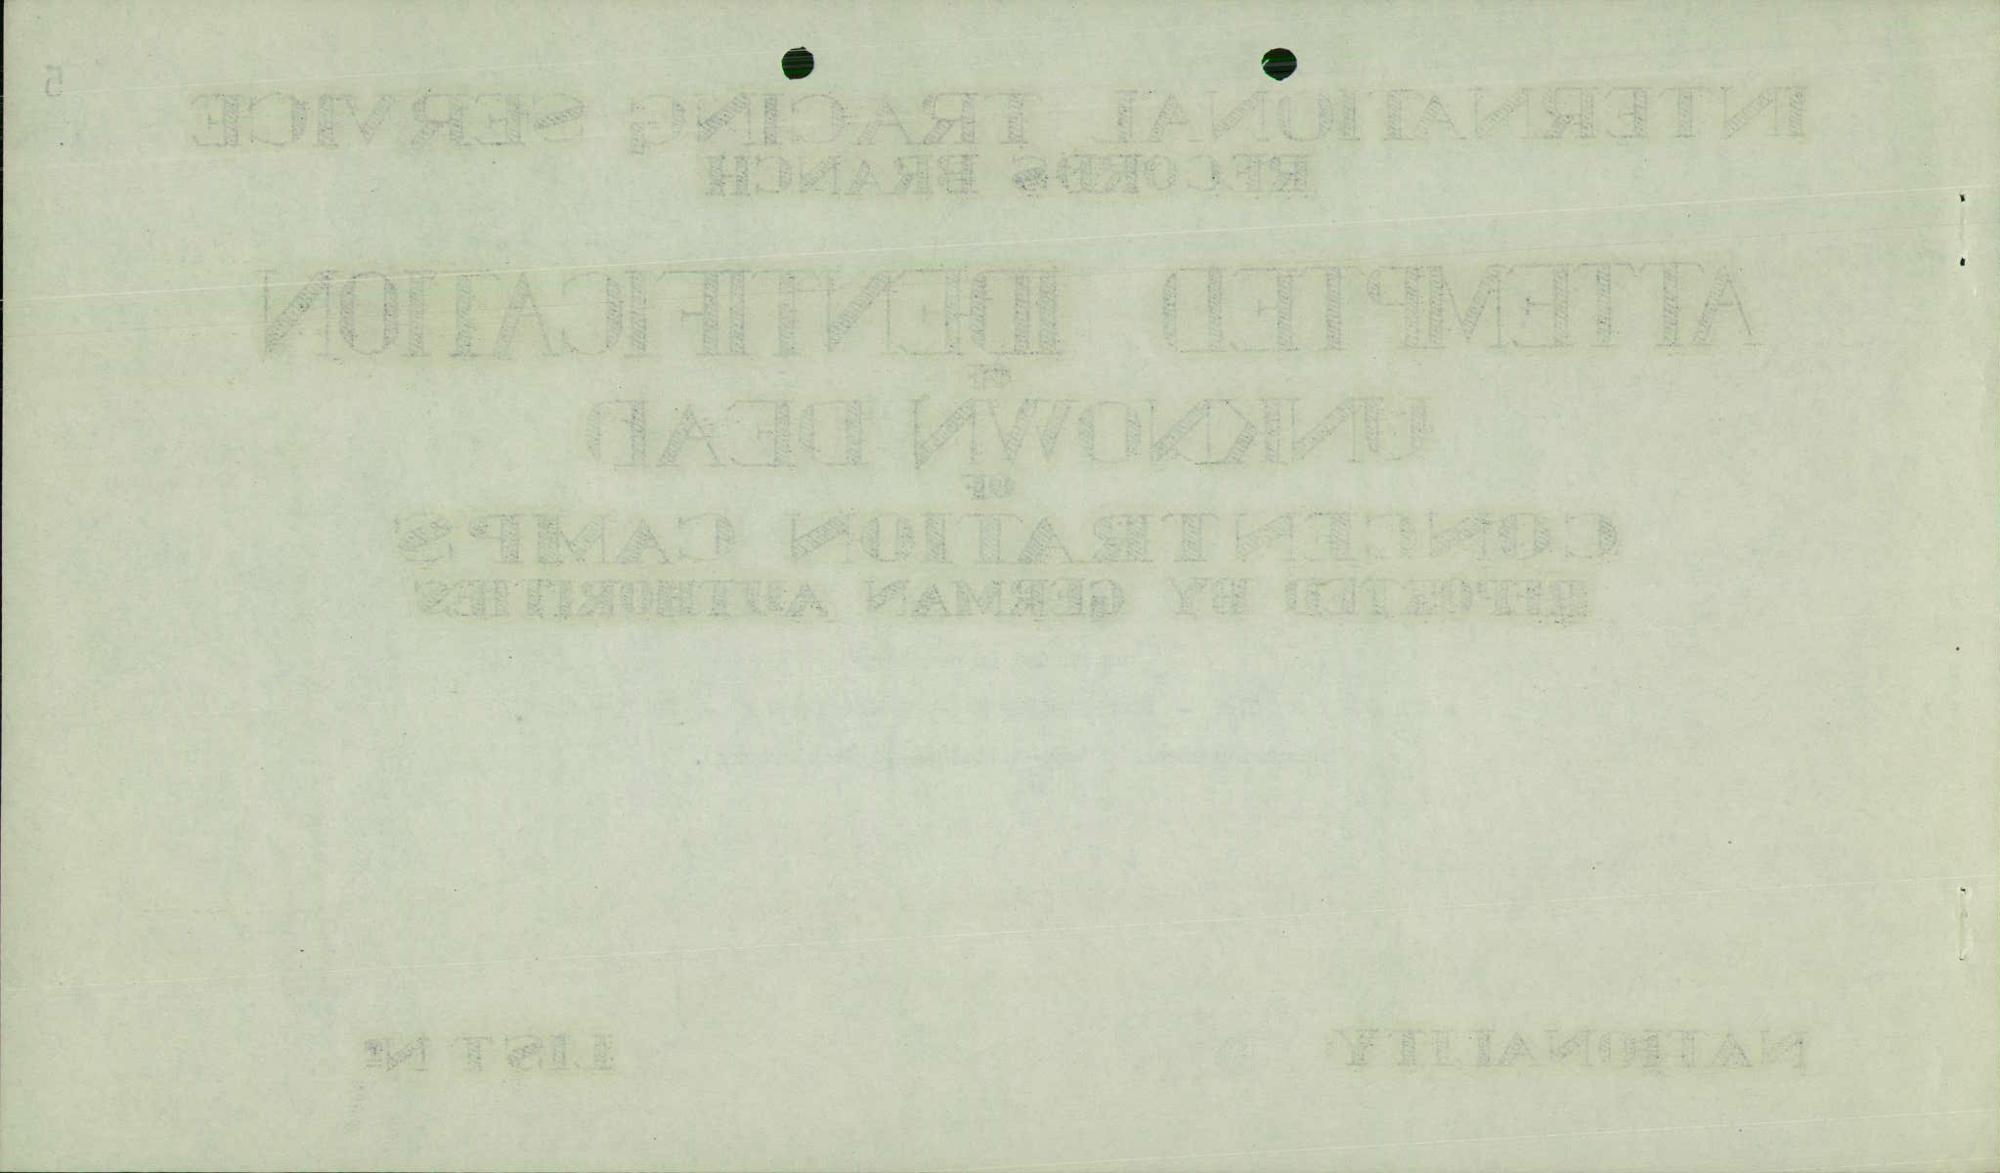 5
INTERNATIONAL TRACING SERVICE
RECORDS BRANCH
ATTEMPTED IDENTIFICATION
OF
UNKNOWN DEAD
OF
CONCENTRATION CAMPS
REPORTED BY GERMAN AUTHORITIES
NATIONALITY LIST Nº